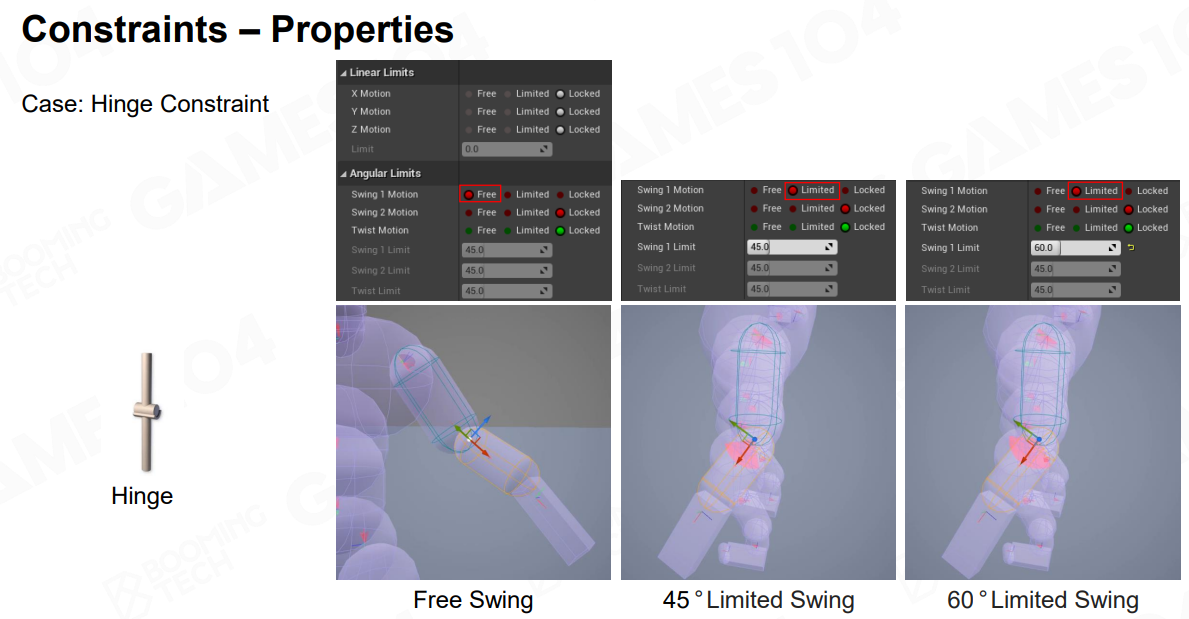 Constraints – Properties
Case: Hinge Constraint
Linear Limits
X Motion Free Limited Locked
Y Motion Free Limited Locked
Z Motion Free Limited Locked
Limit 0.0
Angular Limits
Swing 1 Motion Free Limited Locked
Swing 2 Motion Free Limited Locked
Twist Motion Free Limited Locked
Swing 1 Limit 45.0
Swing 2 Limit 45.0
Twist Limit 45.0
Swing 1 Motion Free Limited Locked
Swing 2 Motion Free Limited Locked
Twist Motion Free Limited Locked
Swing 1 Limit 45.0
Swing 2 Limit 45.0
Twist Limit 45.0
Swing 1 Motion Free Limited Locked
Swing 2 Motion Free Limited Locked
Twist Motion Free Limited Locked
Swing 1 Limit 60.0
Swing 2 Limit 45.0
Twist Limit 45.0
Hinge
Free Swing
45°Limited Swing
60°Limited Swing
GAMES 104
BOOMING
TECH